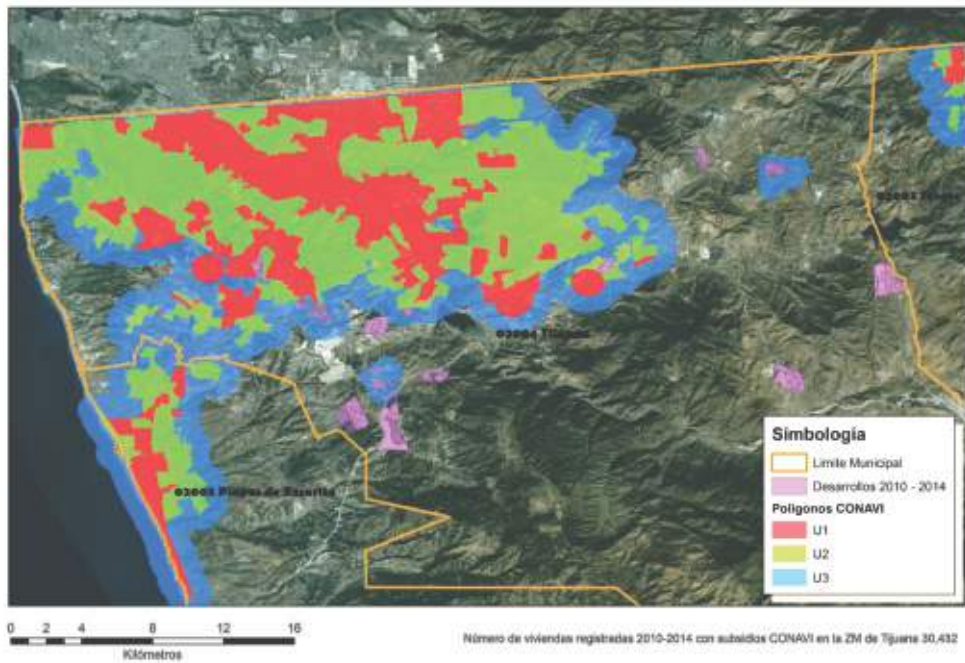 02004 Tijuana
02005 Playas de Rosarito
Simbología
Límite Municipal
Desarrollos 2010 - 2014
Polígonos CONAVI
U1
U2
U3
0 2 4 8 12 16
Kilómetros
Número de viviendas registradas 2010-2014 con subsidios CONAVI en la ZM de Tijuana 30,432